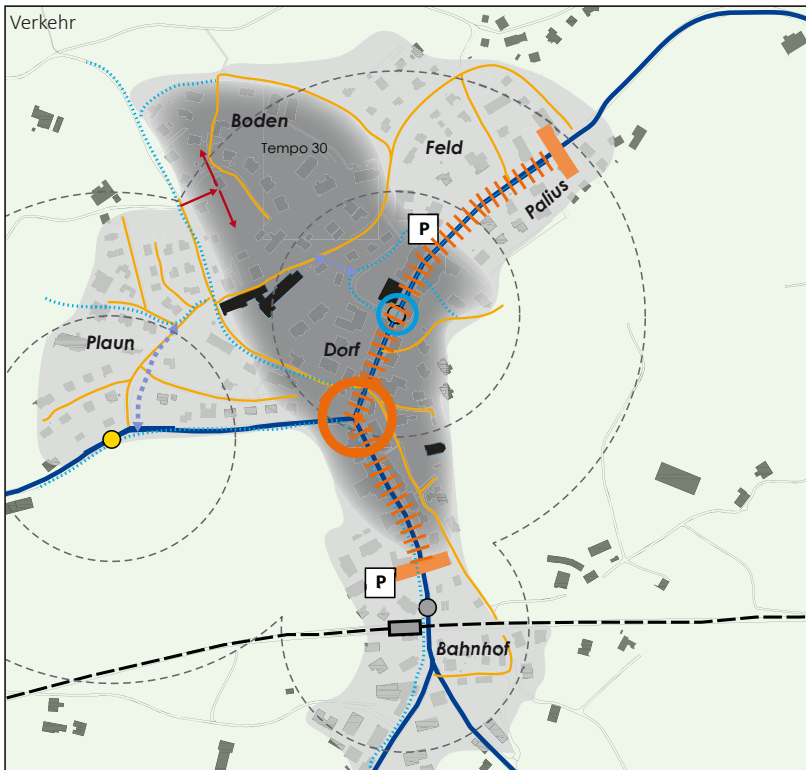 Verkehr
Boden
Tempo 30
Feld
Palius
P
Plaun
Dorf
P
Bahnhof